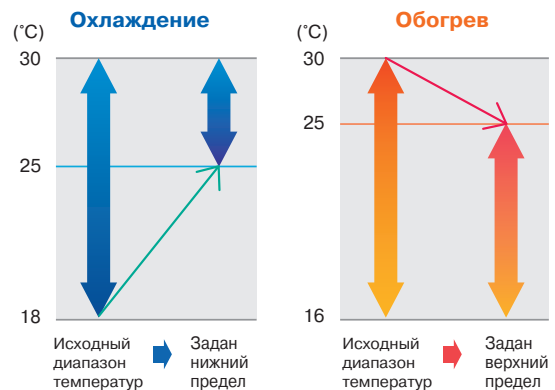 Охлаждение
(°C)
30
25
18
Исходный
диапазон
температур
Задан
нижний
предел
Обогрев
(°C)
30
25
16
Исходный
диапазон
температур
Задан
верхний
предел